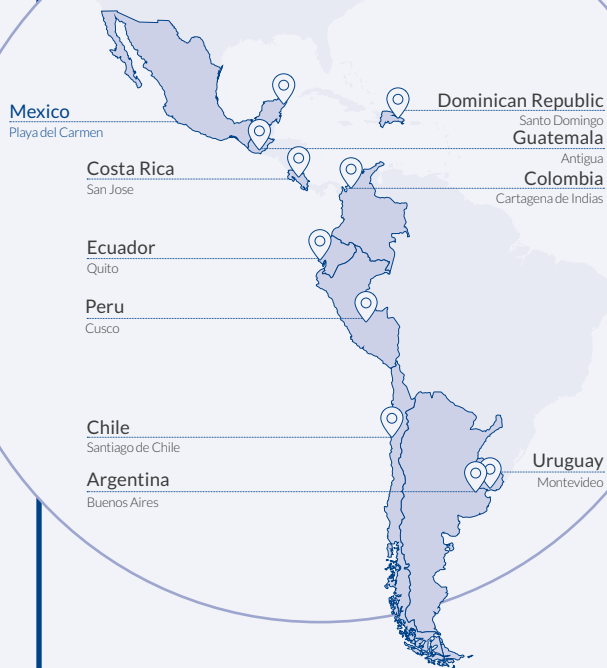 Mexico
Playa del Carmen
Dominican Republic
Santo Domingo
Guatemala
Antigua
Costa Rica
San Jose
Colombia
Cartagena de Indias
Ecuador
Quito
Peru
Cusco
Chile
Santiago de Chile
Uruguay
Montevideo
Argentina
Buenos Aires